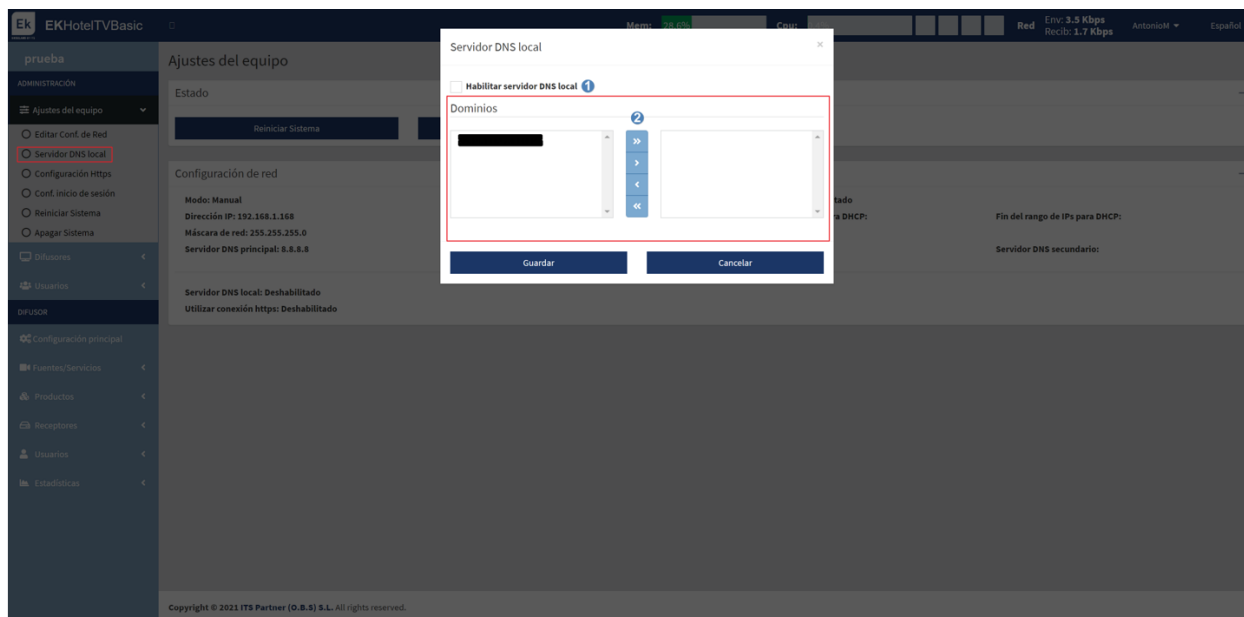 Ek EKHotelTVBasic
Mem: 28.6% Cpu:
Red
Env: 3.5 Kbps
Recib: 1.7 Kbps
AntonioM
Español
prueba
ADMINISTRACIÓN
Ajustes del equipo
Editar Conf. de Red
Servidor DNS local
Configuración Https
Conf. inicio de sesión
Reiniciar Sistema
Apagar Sistema
Difusores
Usuarios
DIFUSOR
Configuración principal
Fuentes/Servicios
Productos
Receptores
Usuarios
Estadísticas
Ajustes del equipo
Estado
Reiniciar Sistema
Configuración de red
Modo: Manual
Dirección IP: 192.168.1.168
Máscara de red: 255.255.255.0
Servidor DNS principal: 8.8.8.8
Fin del rango de IPs para DHCP:
Servidor DNS secundario:
Servidor DNS local: Deshabilitado
Utilizar conexión https: Deshabilitado
Servidor DNS local ×
Habilitar servidor DNS local 1
Dominios
2
»
›
‹
«
Guardar
Cancelar
Copyright © 2021 ITS Partner (O.B.S) S.L. All rights reserved.